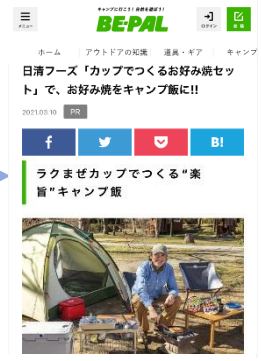 キャンプに行こう!自然を遊ぼう!
BE-PAL
メニュー
ログイン
ホーム アウトドアの知識 道具・ギア キャンプ
日清フーズ「カップでつくるお好み焼セッ
ト」で、お好み焼をキャンプ飯に!!
2021.03.10 PR
f B!
ラクまぜカップでつくる“楽
旨”キャンプ飯